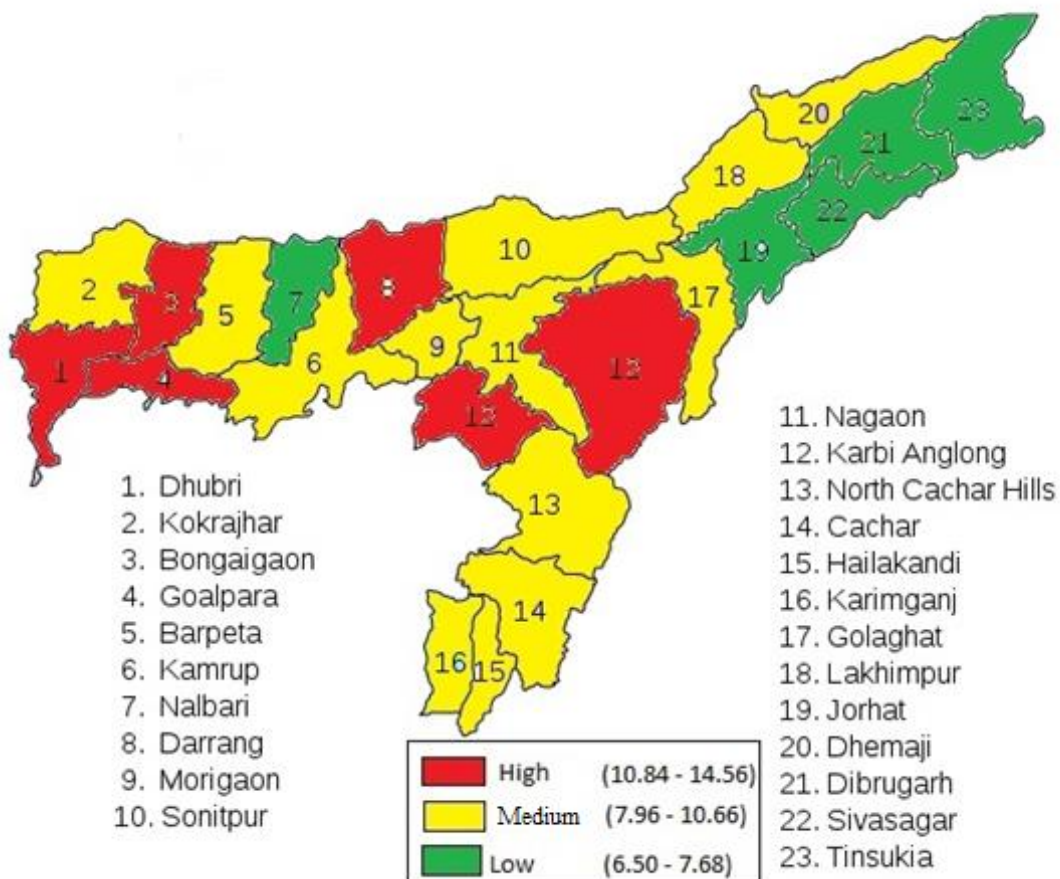 20
23
21
18
22
10
19
2
3
8
7
17
5
9
11
6
12
1
4
12
13
14
16
15
1. Dhubri
2. Kokrajhar
3. Bongaigaon
4. Goalpara
5. Barpeta
6. Kamrup
7. Nalbari
8. Darrang
9. Morigaon
10. Sonitpur
11. Nagaon
12. Karbi Anglong
13. North Cachar Hills
14. Cachar
15. Hailakandi
16. Karimganj
17. Golaghat
18. Lakhimpur
19. Jorhat
20. Dhemaji
21. Dibrugarh
22. Sivasagar
23. Tinsukia
High (10.84 - 14.56)
Medium (7.96 - 10.66)
Low (6.50 - 7.68)